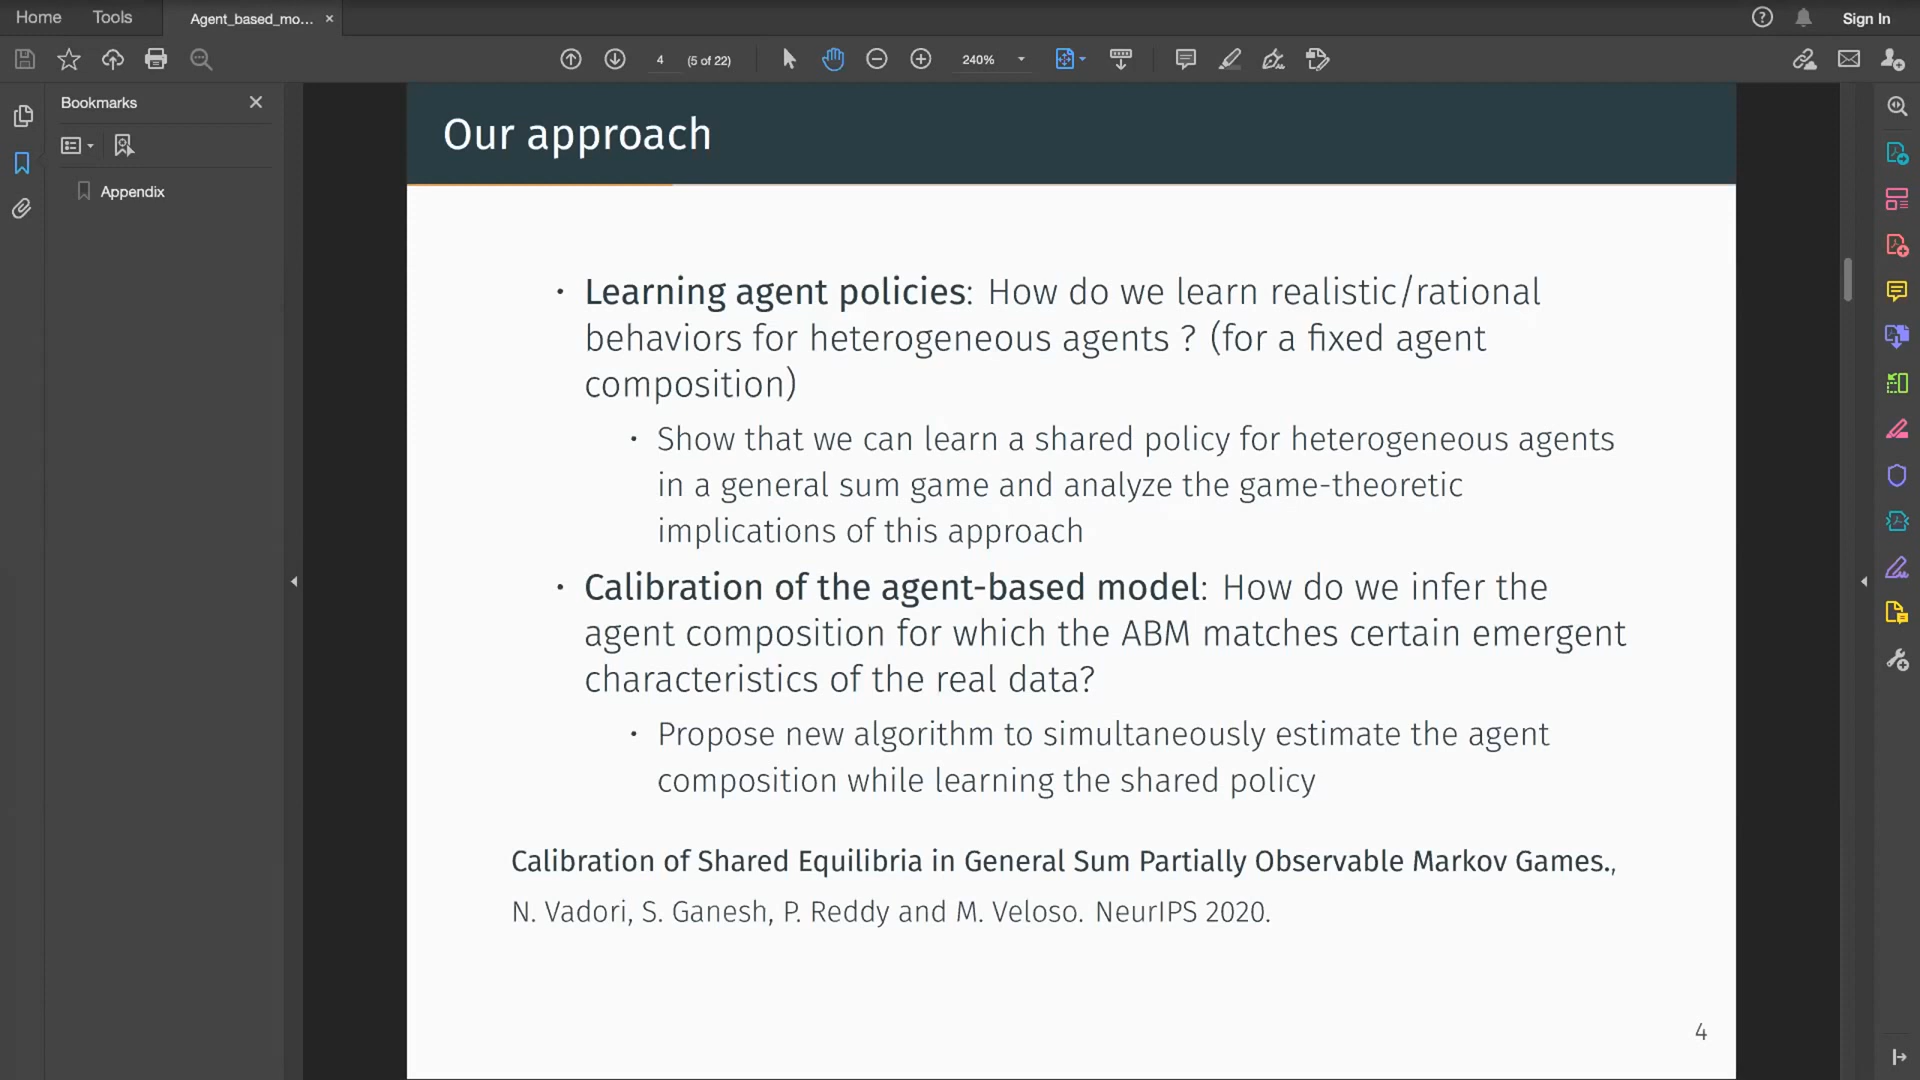 Home Tools Agent_based_mo... × Sign In
4 (5 of 22) 240%
Bookmarks
Appendix
Our approach
• Learning agent policies: How do we learn realistic/rational
behaviors for heterogeneous agents ? (for a fixed agent
composition)
• Show that we can learn a shared policy for heterogeneous agents
in a general sum game and analyze the game-theoretic
implications of this approach
• Calibration of the agent-based model: How do we infer the
agent composition for which the ABM matches certain emergent
characteristics of the real data?
• Propose new algorithm to simultaneously estimate the agent
composition while learning the shared policy
Calibration of Shared Equilibria in General Sum Partially Observable Markov Games.,
N. Vadori, S. Ganesh, P. Reddy and M. Veloso. NeurIPS 2020.
4